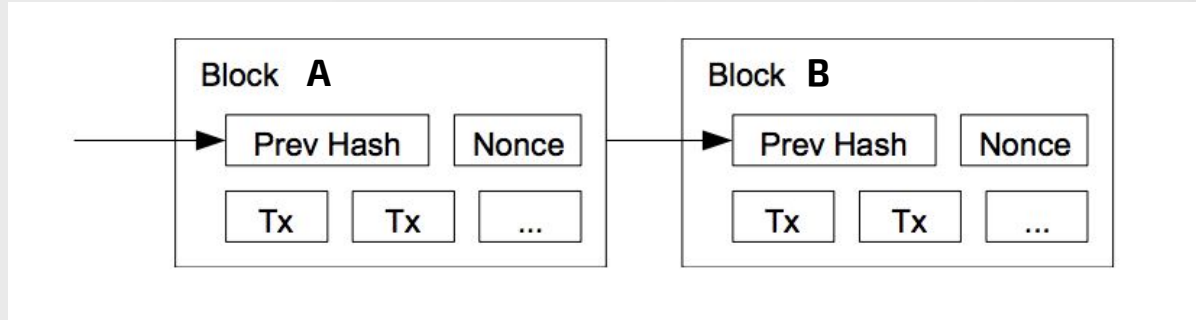 Block A Block B
Prev Hash Nonce Prev Hash Nonce
Tx Tx ... Tx Tx ...